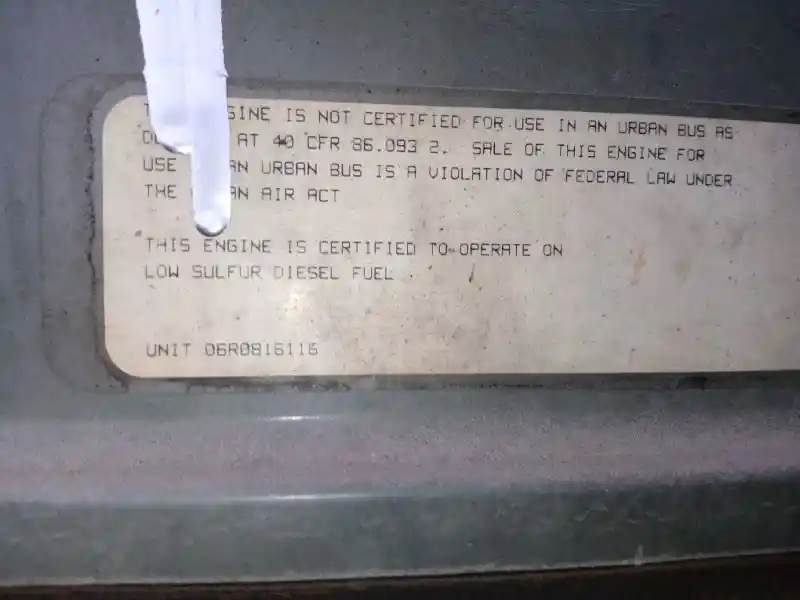 ENGINE IS NOT CERTIFIED FOR USE IN AN URBAN BUS AS
AT 40 CFR 86.093 2. SALE OF THIS ENGINE FOR
USE AN URBAN BUS IS A VIOLATION OF FEDERAL LAW UNDER
THE AIR ACT
THIS ENGINE IS CERTIFIED TO OPERATE ON
LOW SULFUR DIESEL FUEL
UNIT 06R0816116